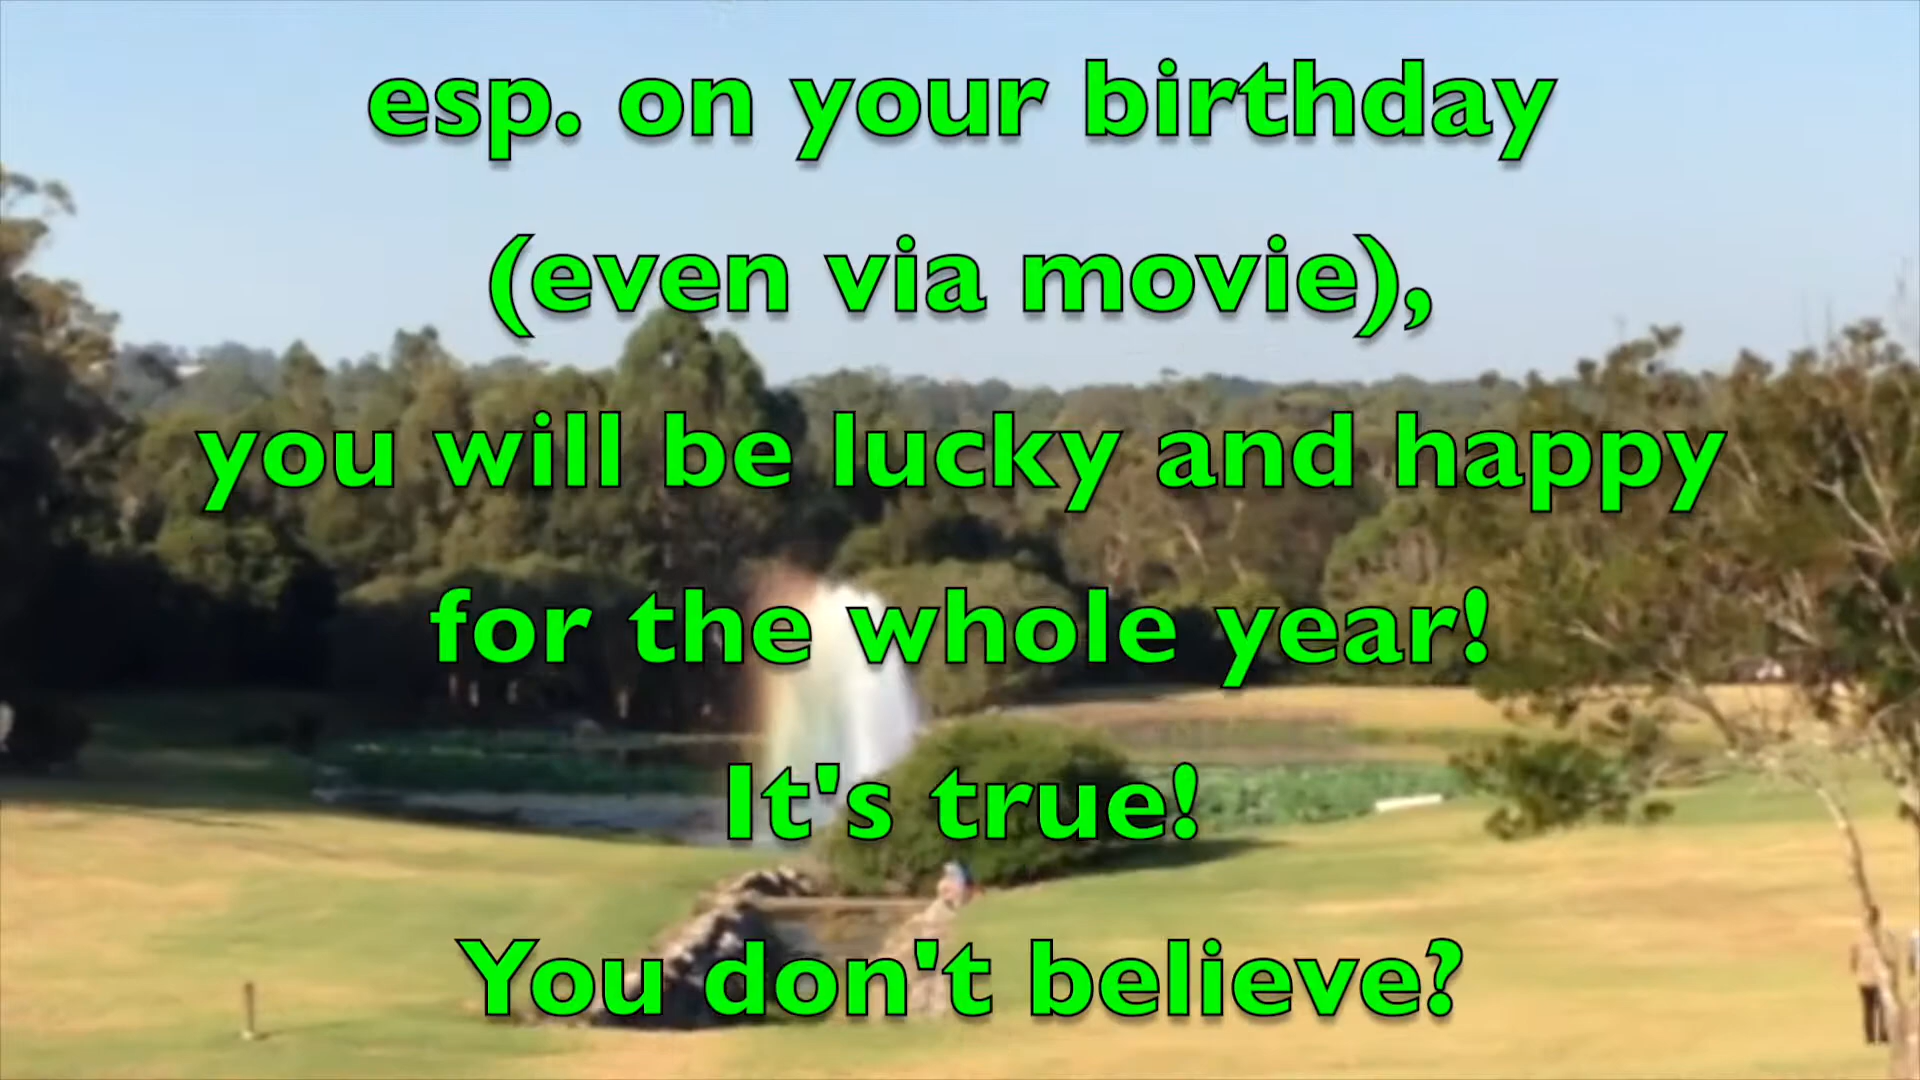 esp. on your birthday
(even via movie),
you will be lucky and happy
for the whole year!
It's true!
You don't believe?